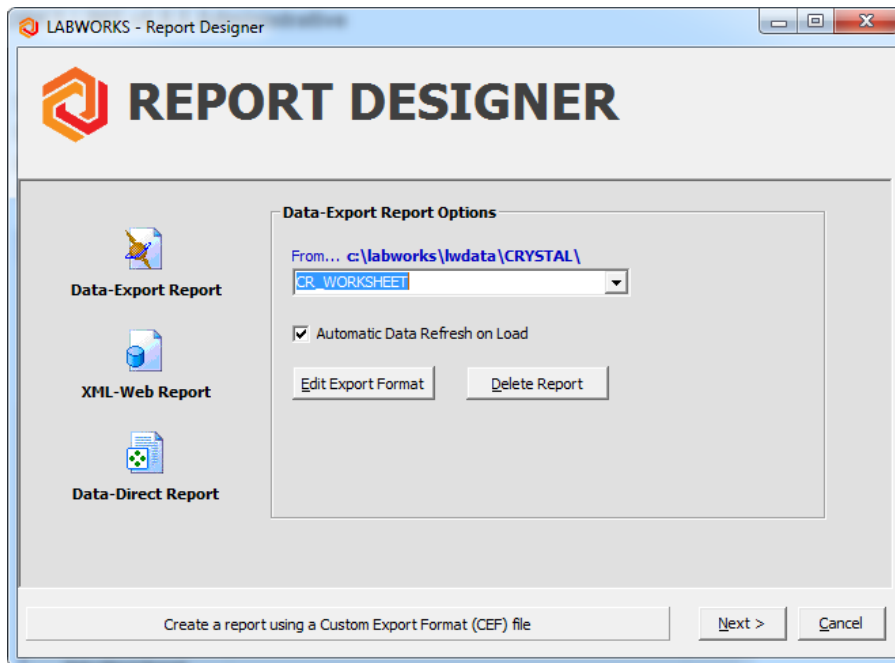 LABWORKS - Report Designer
REPORT DESIGNER
Data-Export Report
XML-Web Report
Data-Direct Report
Data-Export Report Options
From... c:\labworks\lwdata\CRYSTAL\
CR_WORKSHEET
Automatic Data Refresh on Load
Edit Export Format
Delete Report
Create a report using a Custom Export Format (CEF) file
Next >
Cancel